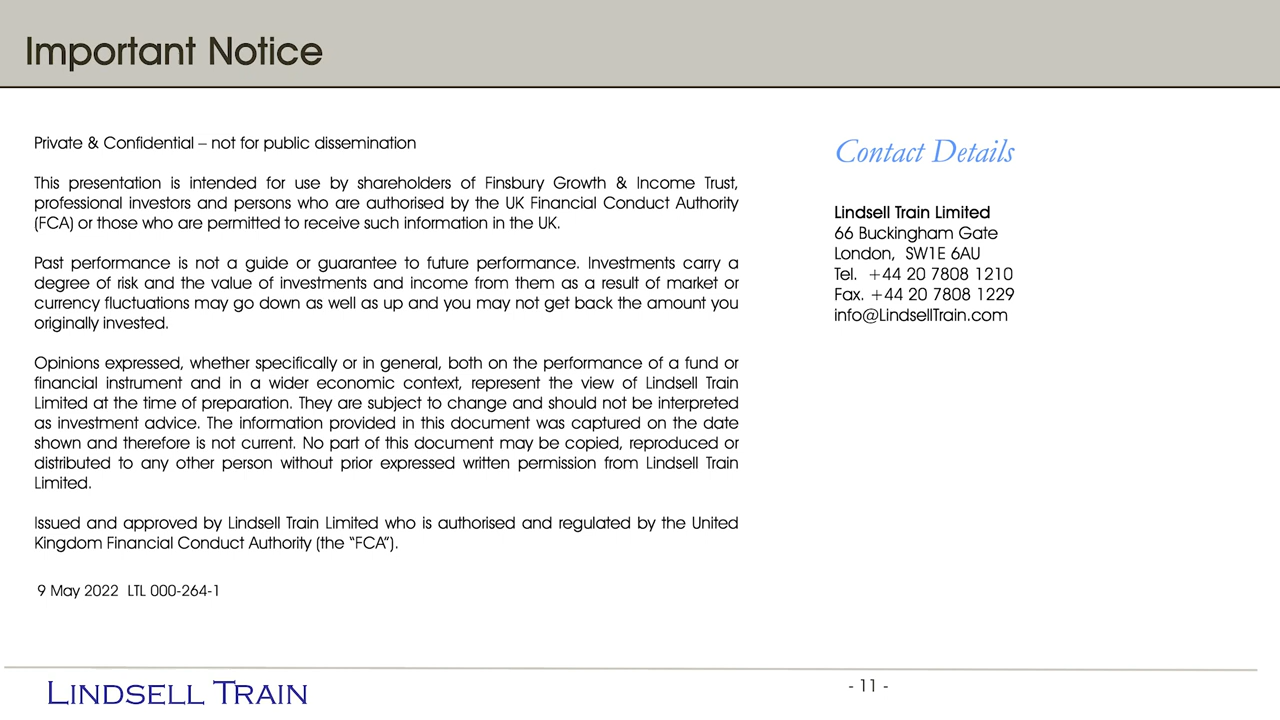 Important Notice
Private & Confidential – not for public dissemination
This presentation is intended for use by shareholders of Finsbury Growth & Income Trust,
professional investors and persons who are authorised by the UK Financial Conduct Authority
(FCA) or those who are permitted to receive such information in the UK.
Past performance is not a guide or guarantee to future performance. Investments carry a
degree of risk and the value of investments and income from them as a result of market or
currency fluctuations may go down as well as up and you may not get back the amount you
originally invested.
Opinions expressed, whether specifically or in general, both on the performance of a fund or
financial instrument and in a wider economic context, represent the view of Lindsell Train
Limited at the time of preparation. They are subject to change and should not be interpreted
as investment advice. The information provided in this document was captured on the date
shown and therefore is not current. No part of this document may be copied, reproduced or
distributed to any other person without prior expressed written permission from Lindsell Train
Limited.
Issued and approved by Lindsell Train Limited who is authorised and regulated by the United
Kingdom Financial Conduct Authority (the “FCA”).
9 May 2022 LTL 000-264-1
Contact Details
Lindsell Train Limited
66 Buckingham Gate
London, SW1E 6AU
Tel. +44 20 7808 1210
Fax. +44 20 7808 1229
info@LindsellTrain.com
LINDSELL TRAIN
- 11 -